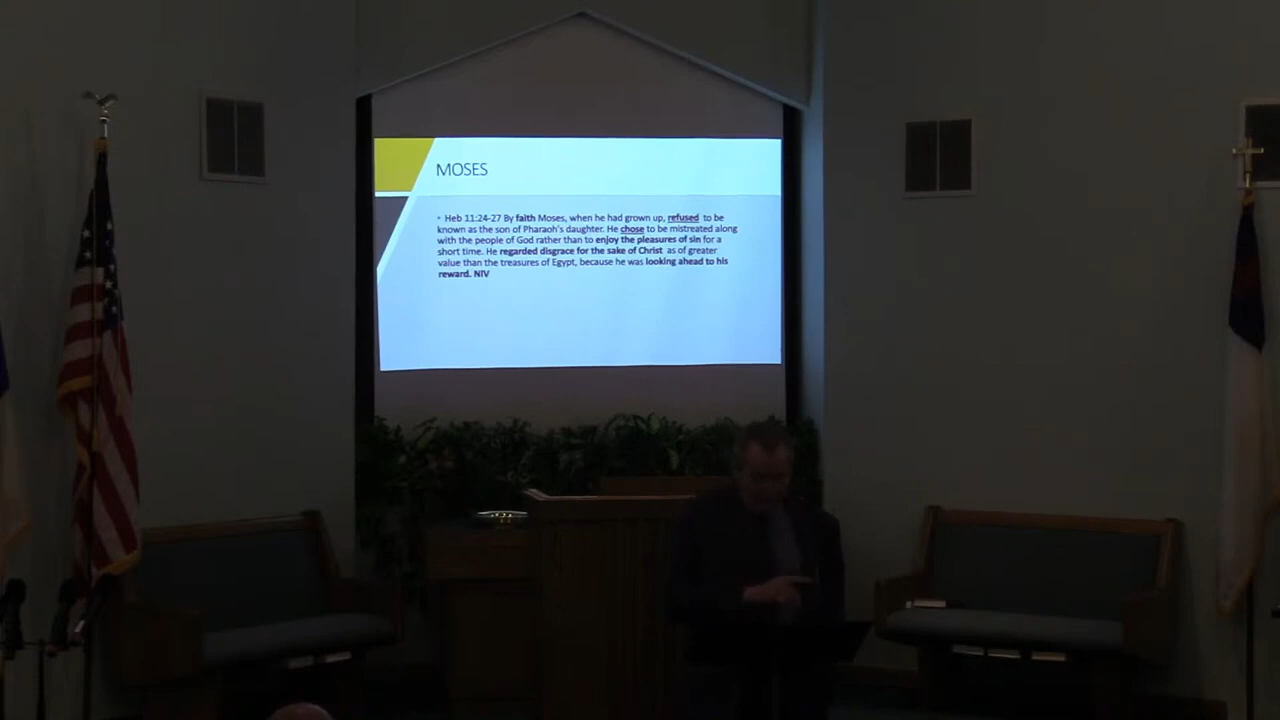 MOSES
• Heb 11:24-27 By faith Moses, when he had grown up, refused to be
known as the son of Pharaoh's daughter. He chose to be mistreated along
with the people of God rather than to enjoy the pleasures of sin for a
short time. He regarded disgrace for the sake of Christ as of greater
value than the treasures of Egypt, because he was looking ahead to his
reward. NIV